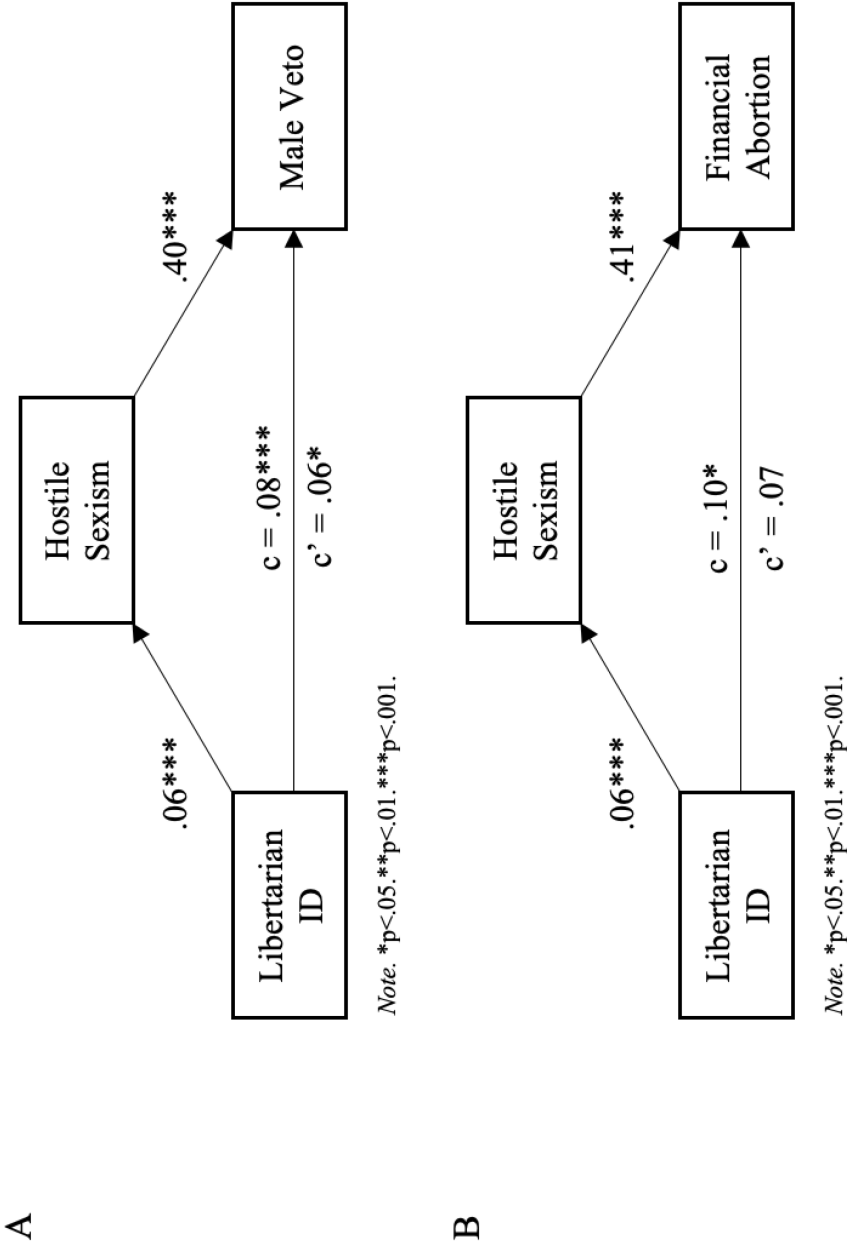 A
Hostile
Sexism
.06***
.40***
c = .08***
c’ = .06*
Libertarian
ID
Male Veto
Note. *p<.05.**p<.01.***p<.001.
B
Hostile
Sexism
.06***
.41***
c = .10*
c’ = .07
Libertarian
ID
Financial
Abortion
Note. *p<.05.**p<.01.***p<.001.